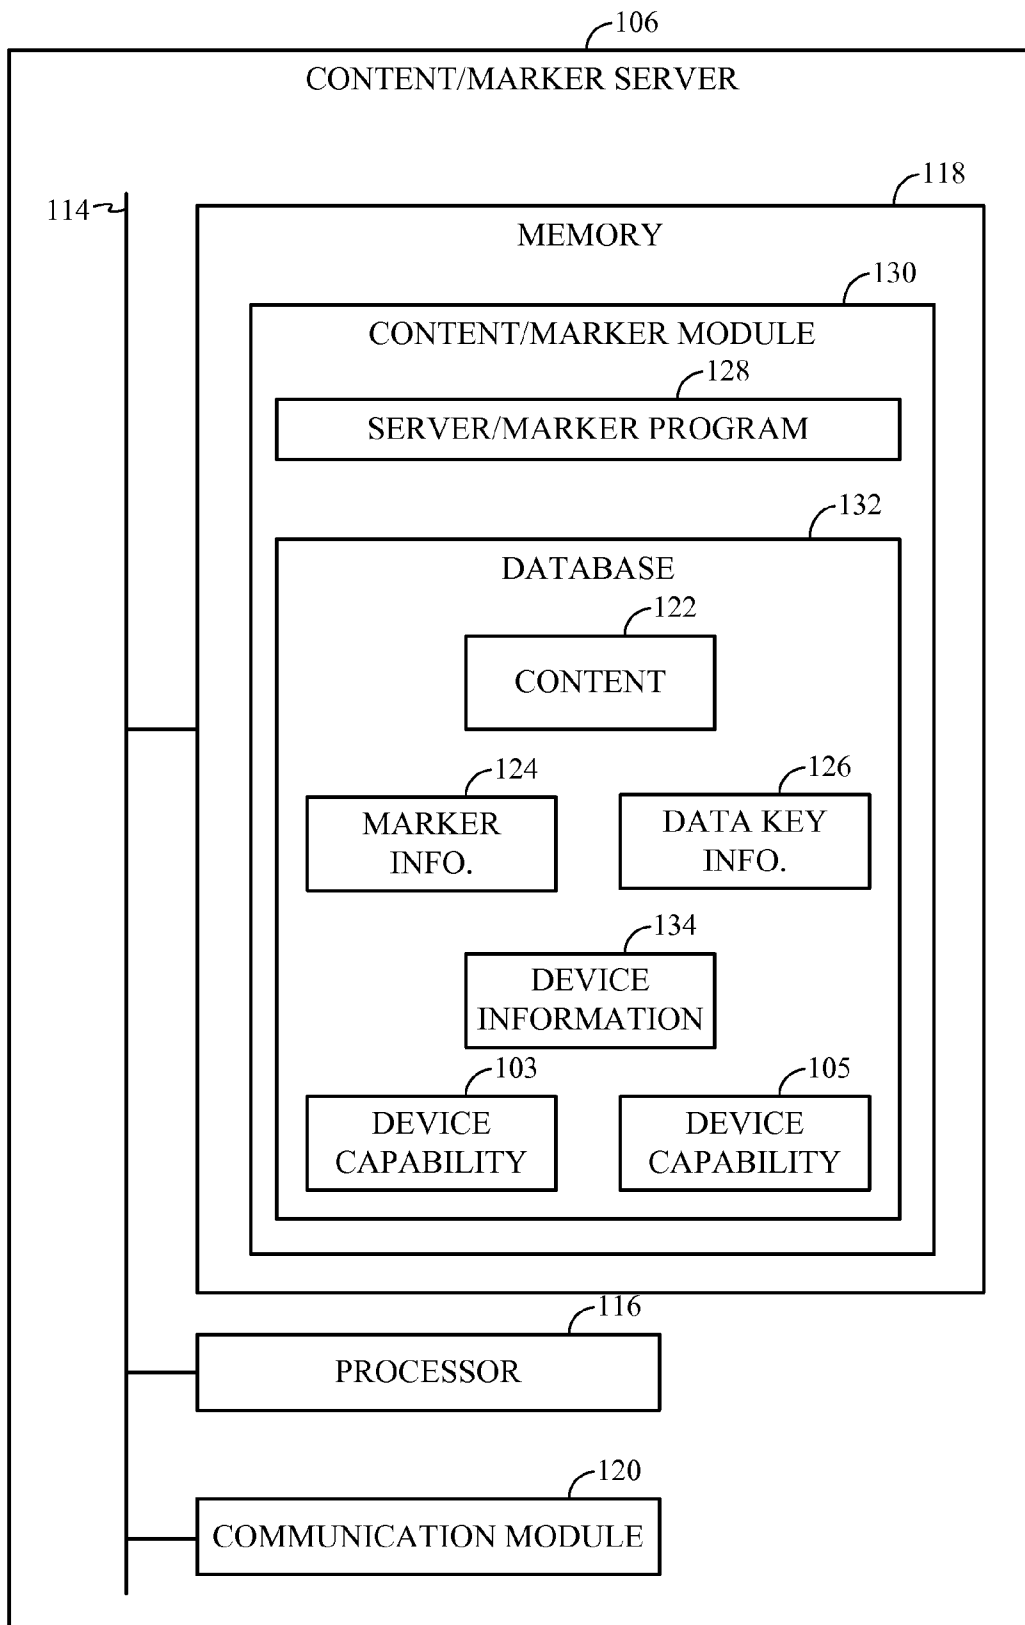 106
CONTENT/MARKER SERVER
114
118
MEMORY
130
CONTENT/MARKER MODULE
128
SERVER/MARKER PROGRAM
132
DATABASE
122
CONTENT
124
MARKER
INFO.
126
DATA KEY
INFO.
134
DEVICE
INFORMATION
103
DEVICE
CAPABILITY
105
DEVICE
CAPABILITY
116
PROCESSOR
120
COMMUNICATION MODULE